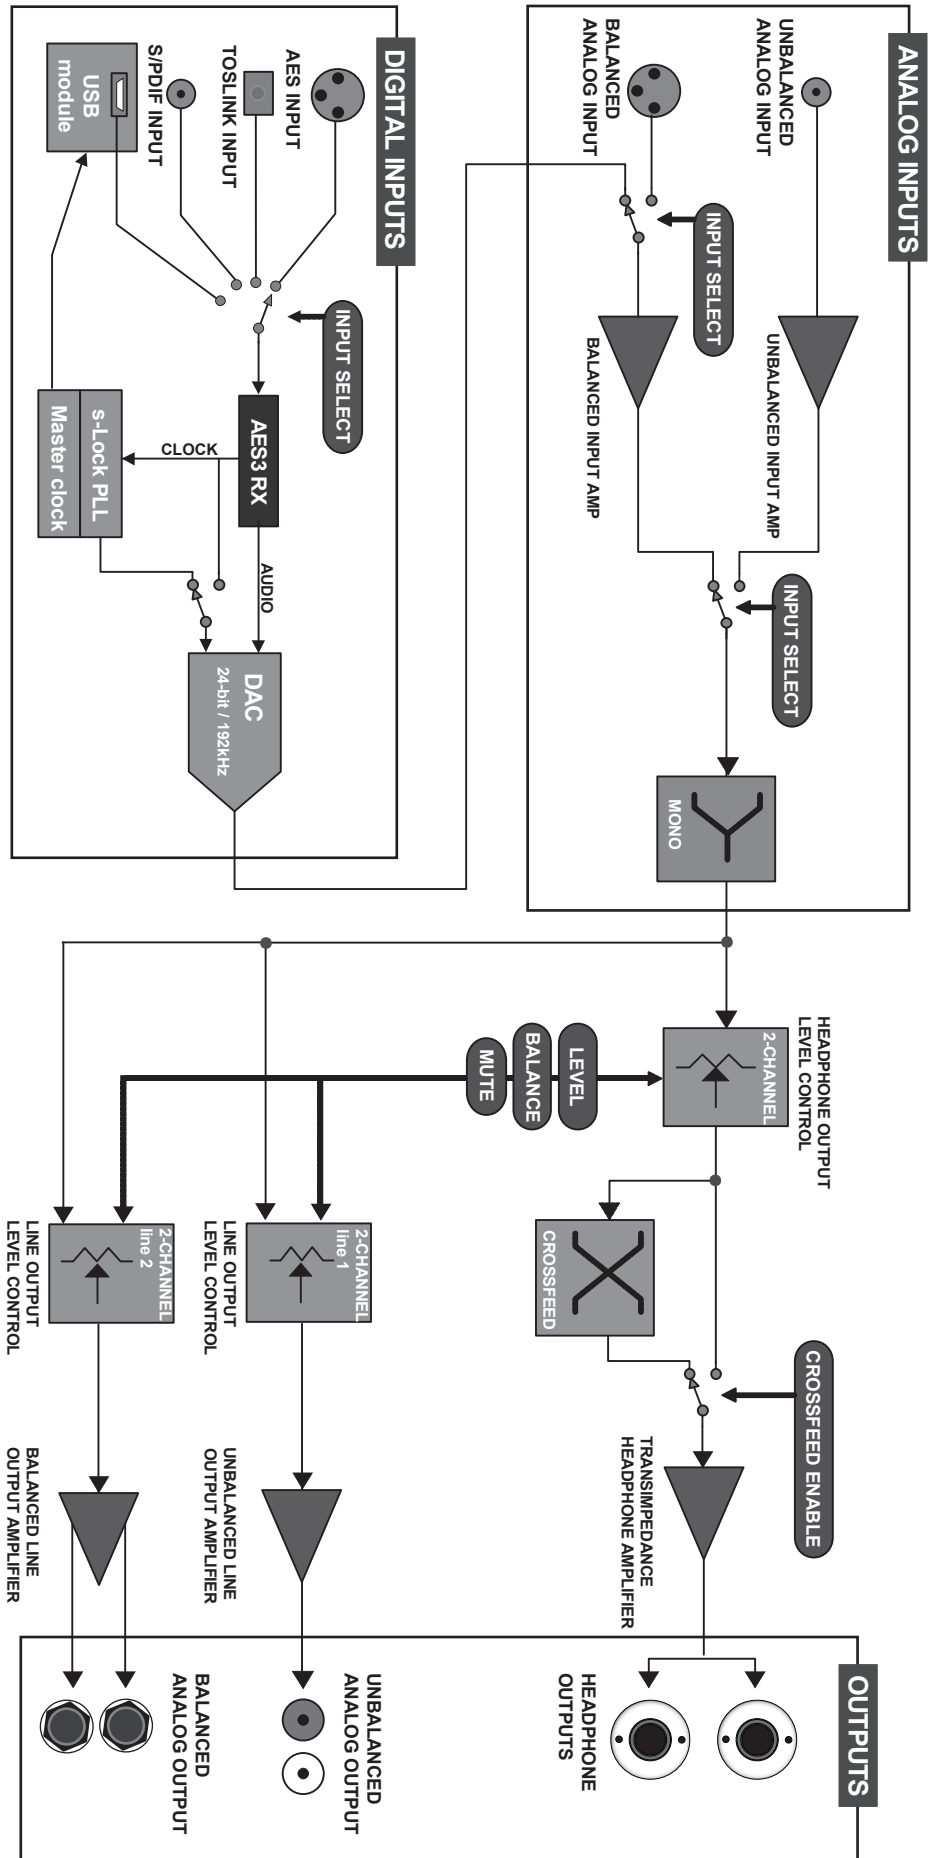 ANALOG INPUTS
UNBALANCED
ANALOG INPUT
BALANCED
ANALOG INPUT
INPUT SELECT
UNBALANCED INPUT AMP
BALANCED INPUT AMP
INPUT SELECT
MONO
DIGITAL INPUTS
AES INPUT
TOSLINK INPUT
S/PDIF INPUT
USB
module
INPUT SELECT
AES3 RX
CLOCK
AUDIO
s-Lock PLL
Master clock
DAC
24-bit / 192kHz
HEADPHONE OUTPUT
LEVEL CONTROL
2-CHANNEL
LEVEL
BALANCE
MUTE
CROSSFEED
CROSSFEED ENABLE
TRANSIMPEDANCE
HEADPHONE AMPLIFIER
2-CHANNEL
line 1
LINE OUTPUT
LEVEL CONTROL
UNBALANCED LINE
OUTPUT AMPLIFIER
2-CHANNEL
line 2
LINE OUTPUT
LEVEL CONTROL
BALANCED LINE
OUTPUT AMPLIFIER
OUTPUTS
HEADPHONE
OUTPUTS
UNBALANCED
ANALOG OUTPUT
BALANCED
ANALOG OUTPUT